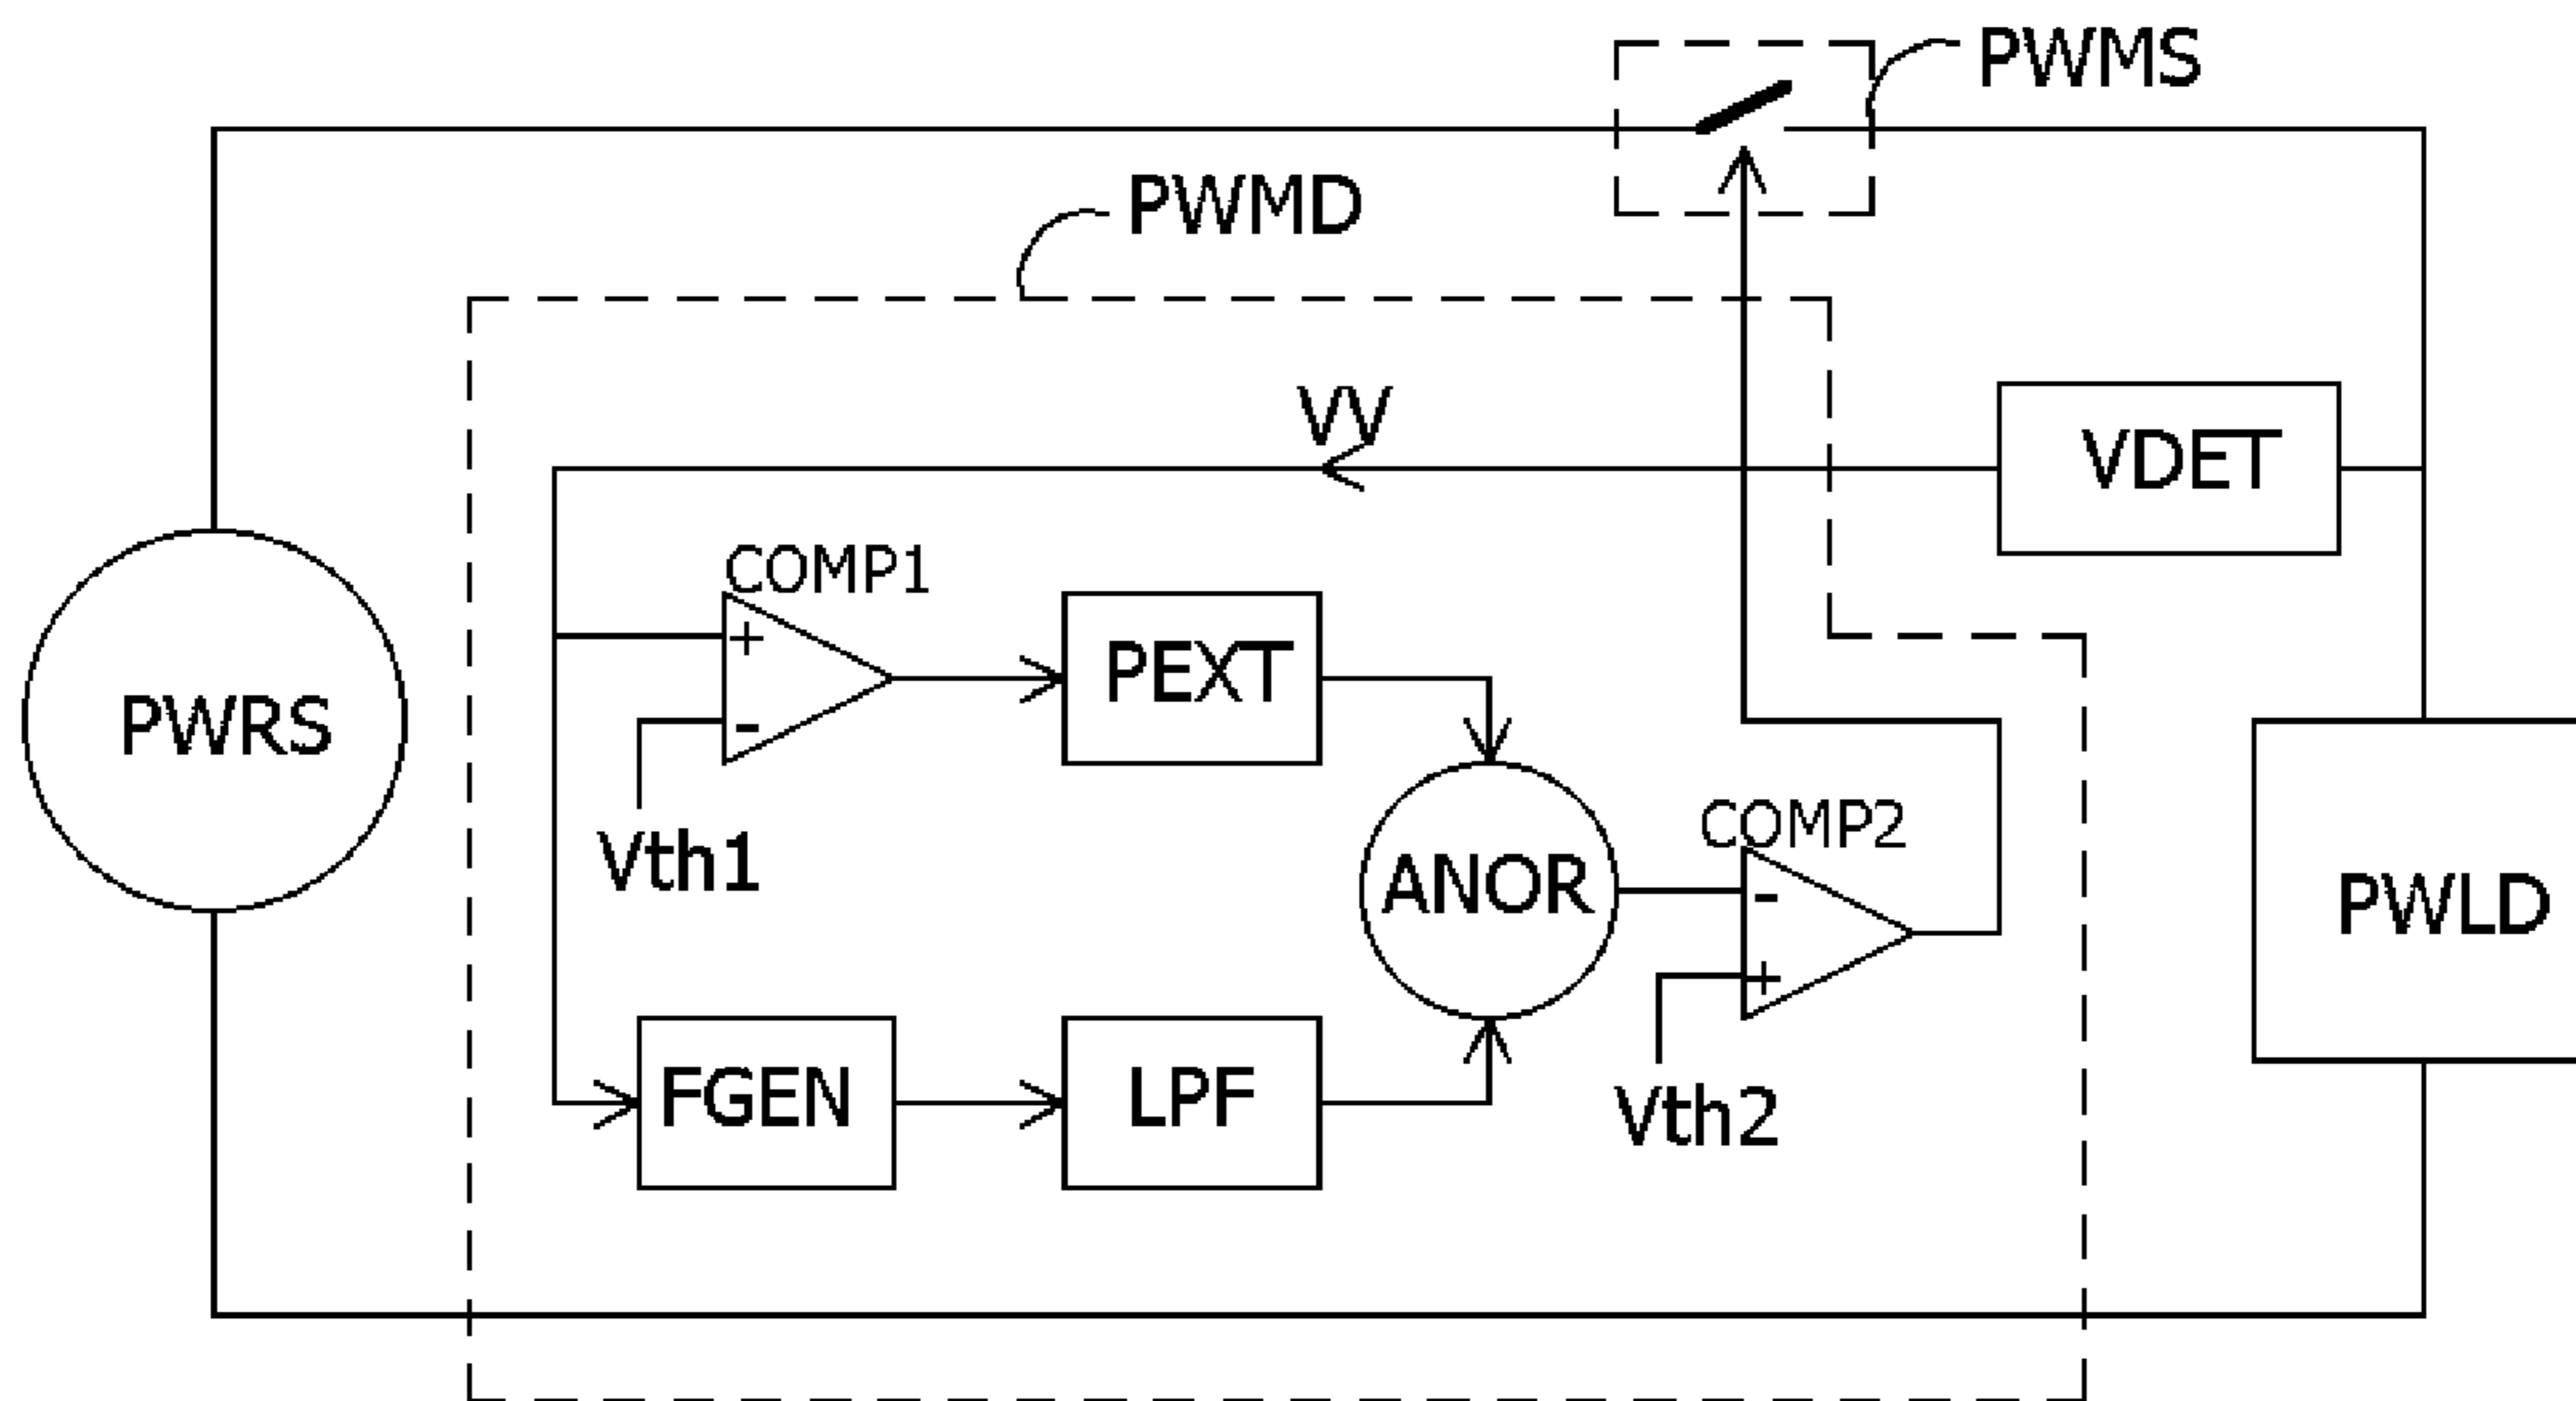 PWMS
PWMD
VV
VDET
COMP1
+
-
PEXT
PWRS
Vth1
COMP2
ANOR
-
+
PWLD
FGEN
LPF
Vth2